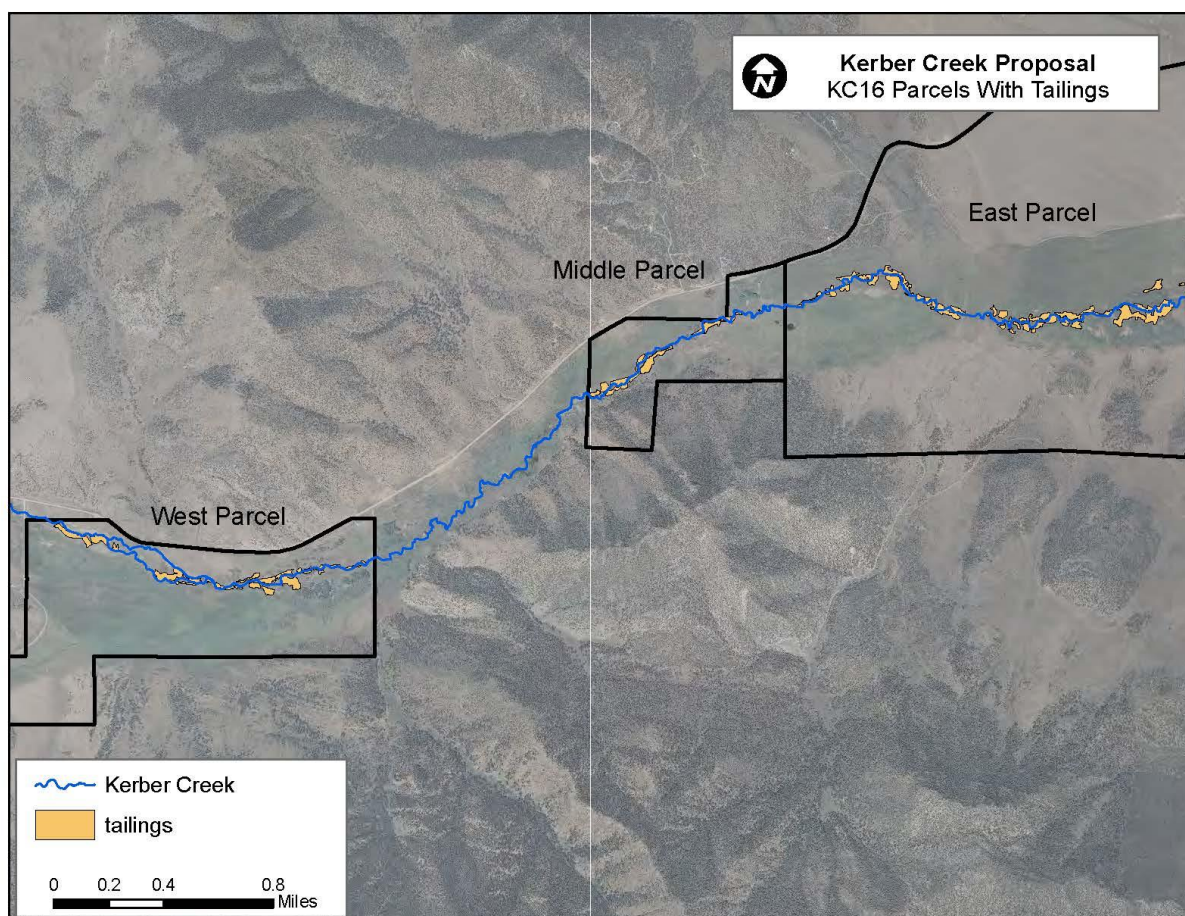 N
Kerber Creek Proposal
KC16 Parcels With Tailings
East Parcel
Middle Parcel
West Parcel
Kerber Creek
tailings
0 0.2 0.4 0.8
Miles